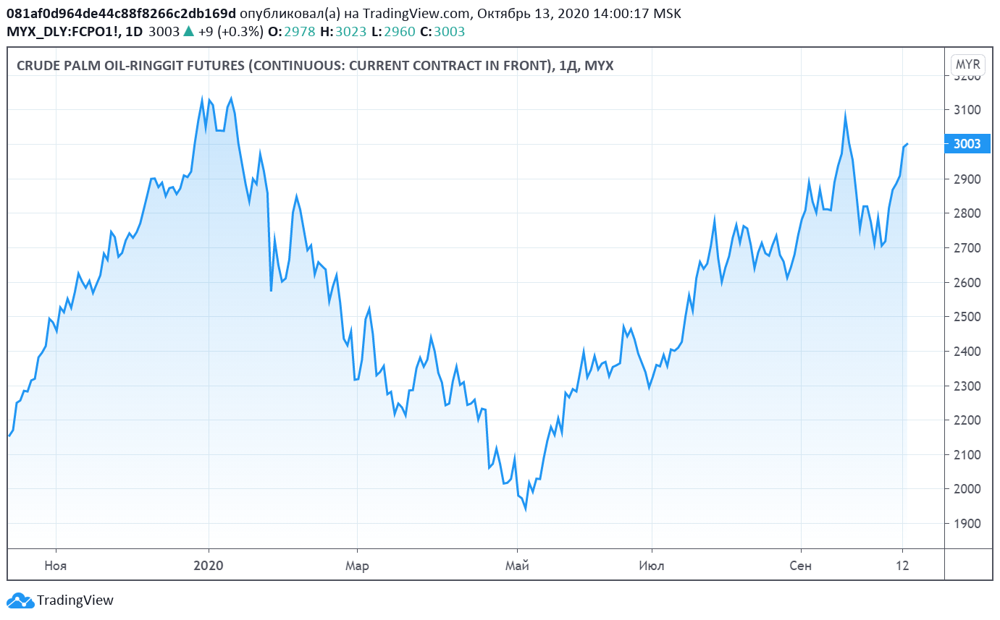 081af0d964de44c88f8266c2db169d опубликовал(а) на TradingView.com, Октябрь 13, 2020 14:00:17 MSK
MYX_DLY:FCPO1!, 1D 3003 ▲ +9 (+0.3%) O:2978 H:3023 L:2960 C:3003
CRUDE PALM OIL-RINGGIT FUTURES (CONTINUOUS: CURRENT CONTRACT IN FRONT), 1Д, MYX
MYR
3200
3100
3003
2900
2800
2700
2600
2500
2400
2300
2200
2100
2000
1900
Ноя 2020 Мар Май Июл Сен 12
TradingView